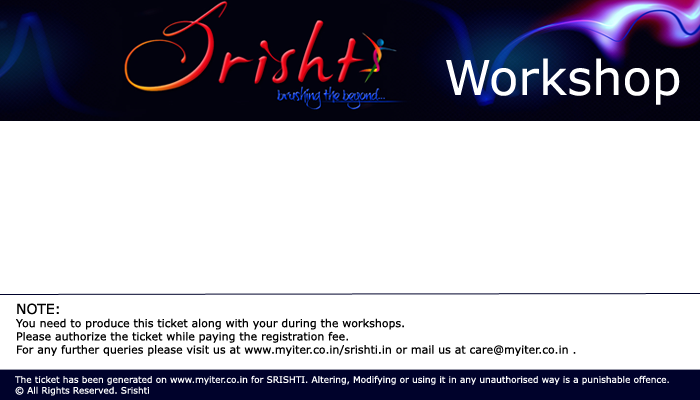 Srishti
brushing the beyond...
Workshop
NOTE:
You need to produce this ticket along with your during the workshops.
Please authorize the ticket while paying the registration fee.
For any further queries please visit us at www.myiter.co.in/srishti.in or mail us at care@myiter.co.in .
The ticket has been generated on www.myiter.co.in for SRISHTI. Altering, Modifying or using it in any unauthorised way is a punishable offence.
© All Rights Reserved. Srishti